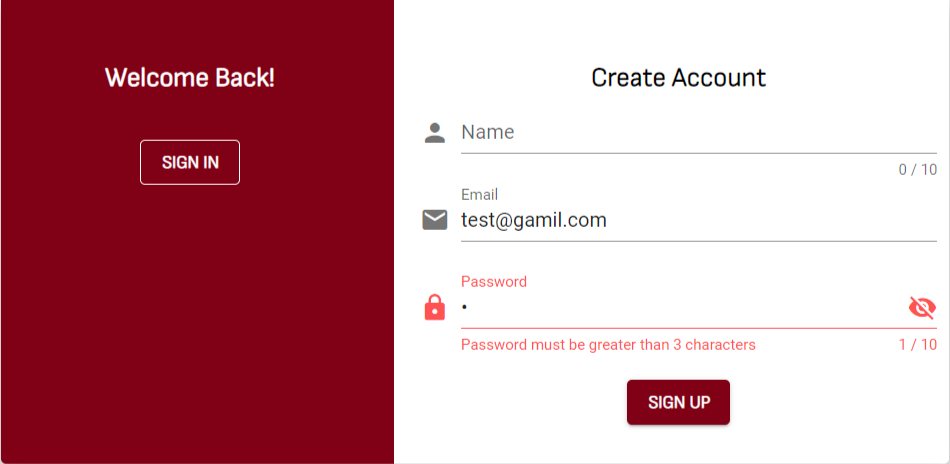 Welcome Back!
SIGN IN
Create Account
Name
0 / 10
Email
test@gamil.com
Password
•
Password must be greater than 3 characters
1 / 10
SIGN UP